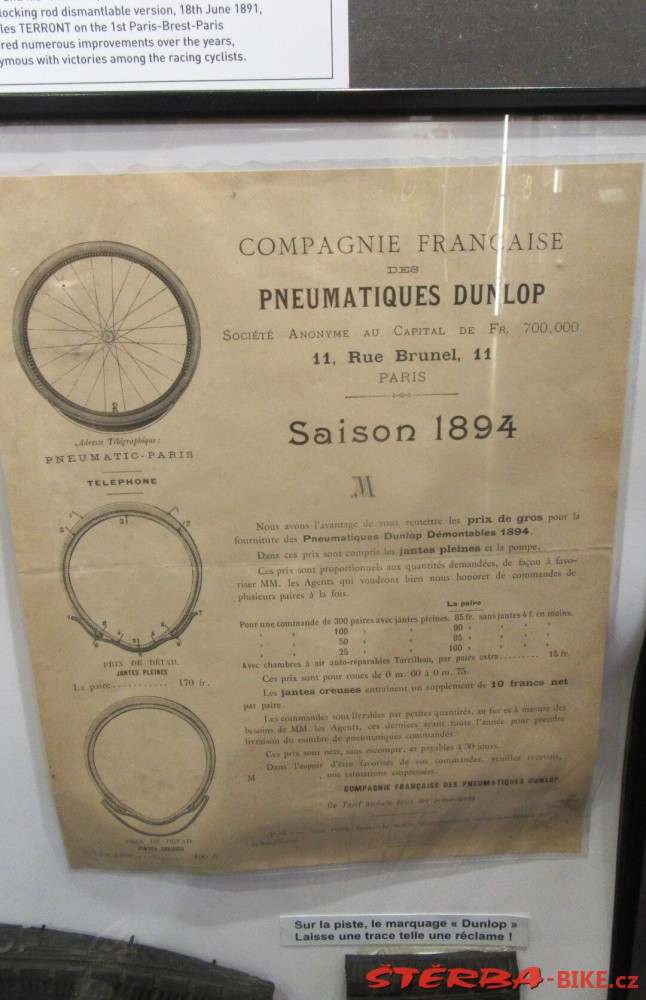 locking rod dismantlable version, 18th June 1891,
les TERRONT on the 1st Paris-Brest-Paris
red numerous improvements over the years,
ymous with victories among the racing cyclists.
COMPAGNIE FRANÇAISE
DES
PNEUMATIQUES DUNLOP
SOCIÉTÉ ANONYME AU CAPITAL DE FR. 700.000
11, Rue Brunel, 11
PARIS
Saison 1894
Adresse Télégraphique:
PNEUMATIC-PARIS
TÉLÉPHONE
M
Nous avons l'avantage de vous remettre les prix de gros pour la
fourniture des Pneumatiques Dunlop Démontables 1894.
Dans ces prix sont compris les jantes pleines et la pompe.
Ces prix sont proportionnels aux quantités demandées, de façon à favo-
riser MM. les Agents qui voudront bien nous honorer de commandes de
plusieurs paires à la fois.
La paire
Pour une commande de 300 paires avec jantes pleines, 85 fr. sans jantes 4 f. en moins.
" 100 " " 90 " "
" 50 " " 95 " "
" 25 " " 100 " "
Avec chambres à air auto-réparables Torrilhon, par paire extra......... 15 fr.
Ces prix sont pour roues de 0 m. 60 à 0 m. 75.
Les jantes creuses entraînent un supplément de 10 francs net
par paire.
Les commandes sont livrables par petites quantités, au fur et à mesure des
besoins de MM. les Agents, ces derniers ayant toute l'année pour prendre
livraison du nombre de pneumatiques commandés.
Ces prix sont nets, sans escompte, et payables à 30 jours.
Dans l'espoir d'être favorisés de vos commandes, veuillez recevoir,
M , nos salutations empressées.
COMPAGNIE FRANÇAISE DES PNEUMATIQUES DUNLOP
Ce Tarif annule tous les précédents
PRIX DE DÉTAIL
JANTES PLEINES
La paire.......... 170 fr.
PRIX DE DÉTAIL
JANTES CREUSES
La paire fr.
Sur la piste, le marquage « Dunlop »
Laisse une trace telle une réclame !
ŠTĚRBA-BIKE.cz